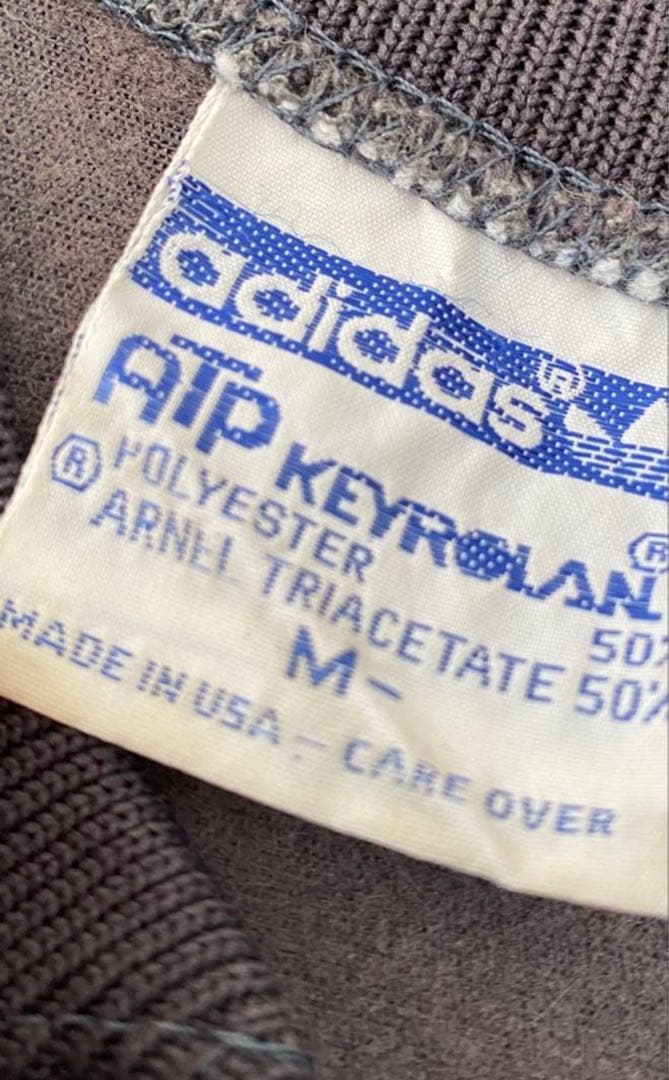 adidas®
ATP KEYROLAN®
POLYESTER 50%
® ARNEL TRIACETATE 50%
M-
MADE IN USA - CARE OVER